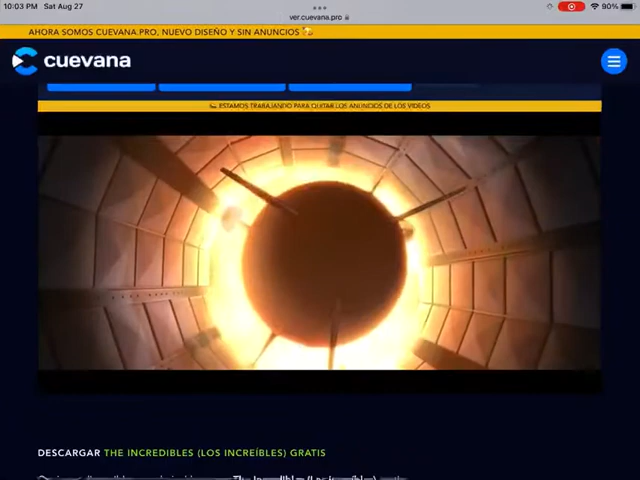 10:03 PM Sat Aug 27
90%
ver.cuevana.pro
AHORA SOMOS CUEVANA.PRO, NUEVO DISEÑO Y SIN ANUNCIOS
cuevana
ESTAMOS TRABAJANDO PARA QUITAR LOS ANUNCIOS DE LOS VIDEOS
DESCARGAR THE INCREDIBLES (LOS INCREÍBLES) GRATIS